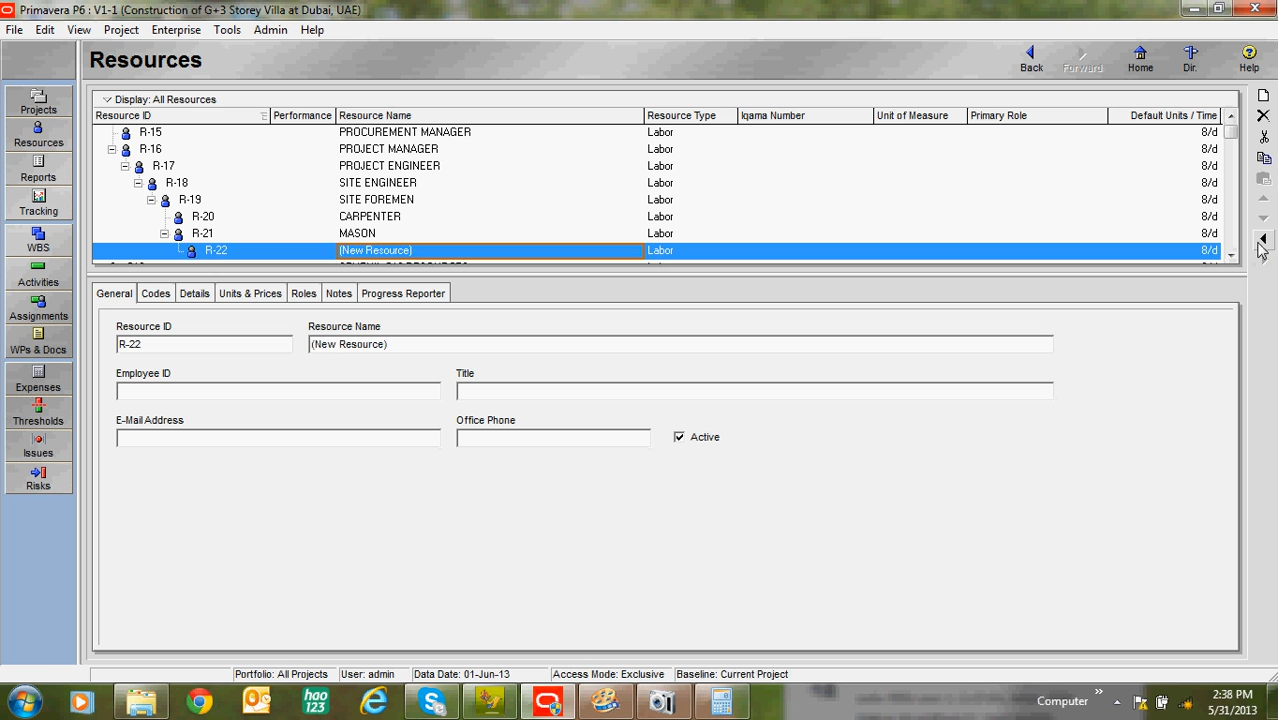 Primavera P6 : V1-1 (Construction of G+3 Storey Villa at Dubai, UAE)
File Edit View Project Enterprise Tools Admin Help
Resources
Back Forward Home Dir. Help
Projects
Resources
Reports
Tracking
WBS
Activities
Assignments
WPs & Docs
Expenses
Thresholds
Issues
Risks
Display: All Resources
Resource ID Performance Resource Name Resource Type Iqama Number Unit of Measure Primary Role Default Units / Time
R-15 PROCUREMENT MANAGER Labor 8/d
R-16 PROJECT MANAGER Labor 8/d
R-17 PROJECT ENGINEER Labor 8/d
R-18 SITE ENGINEER Labor 8/d
R-19 SITE FOREMEN Labor 8/d
R-20 CARPENTER Labor 8/d
R-21 MASON Labor 8/d
R-22 (New Resource) Labor 8/d
General Codes Details Units & Prices Roles Notes Progress Reporter
Resource ID Resource Name
R-22 (New Resource)
Employee ID Title
E-Mail Address Office Phone
Active
Portfolio: All Projects User: admin Data Date: 01-Jun-13 Access Mode: Exclusive Baseline: Current Project
hao
123
Computer
2:38 PM
5/31/2013